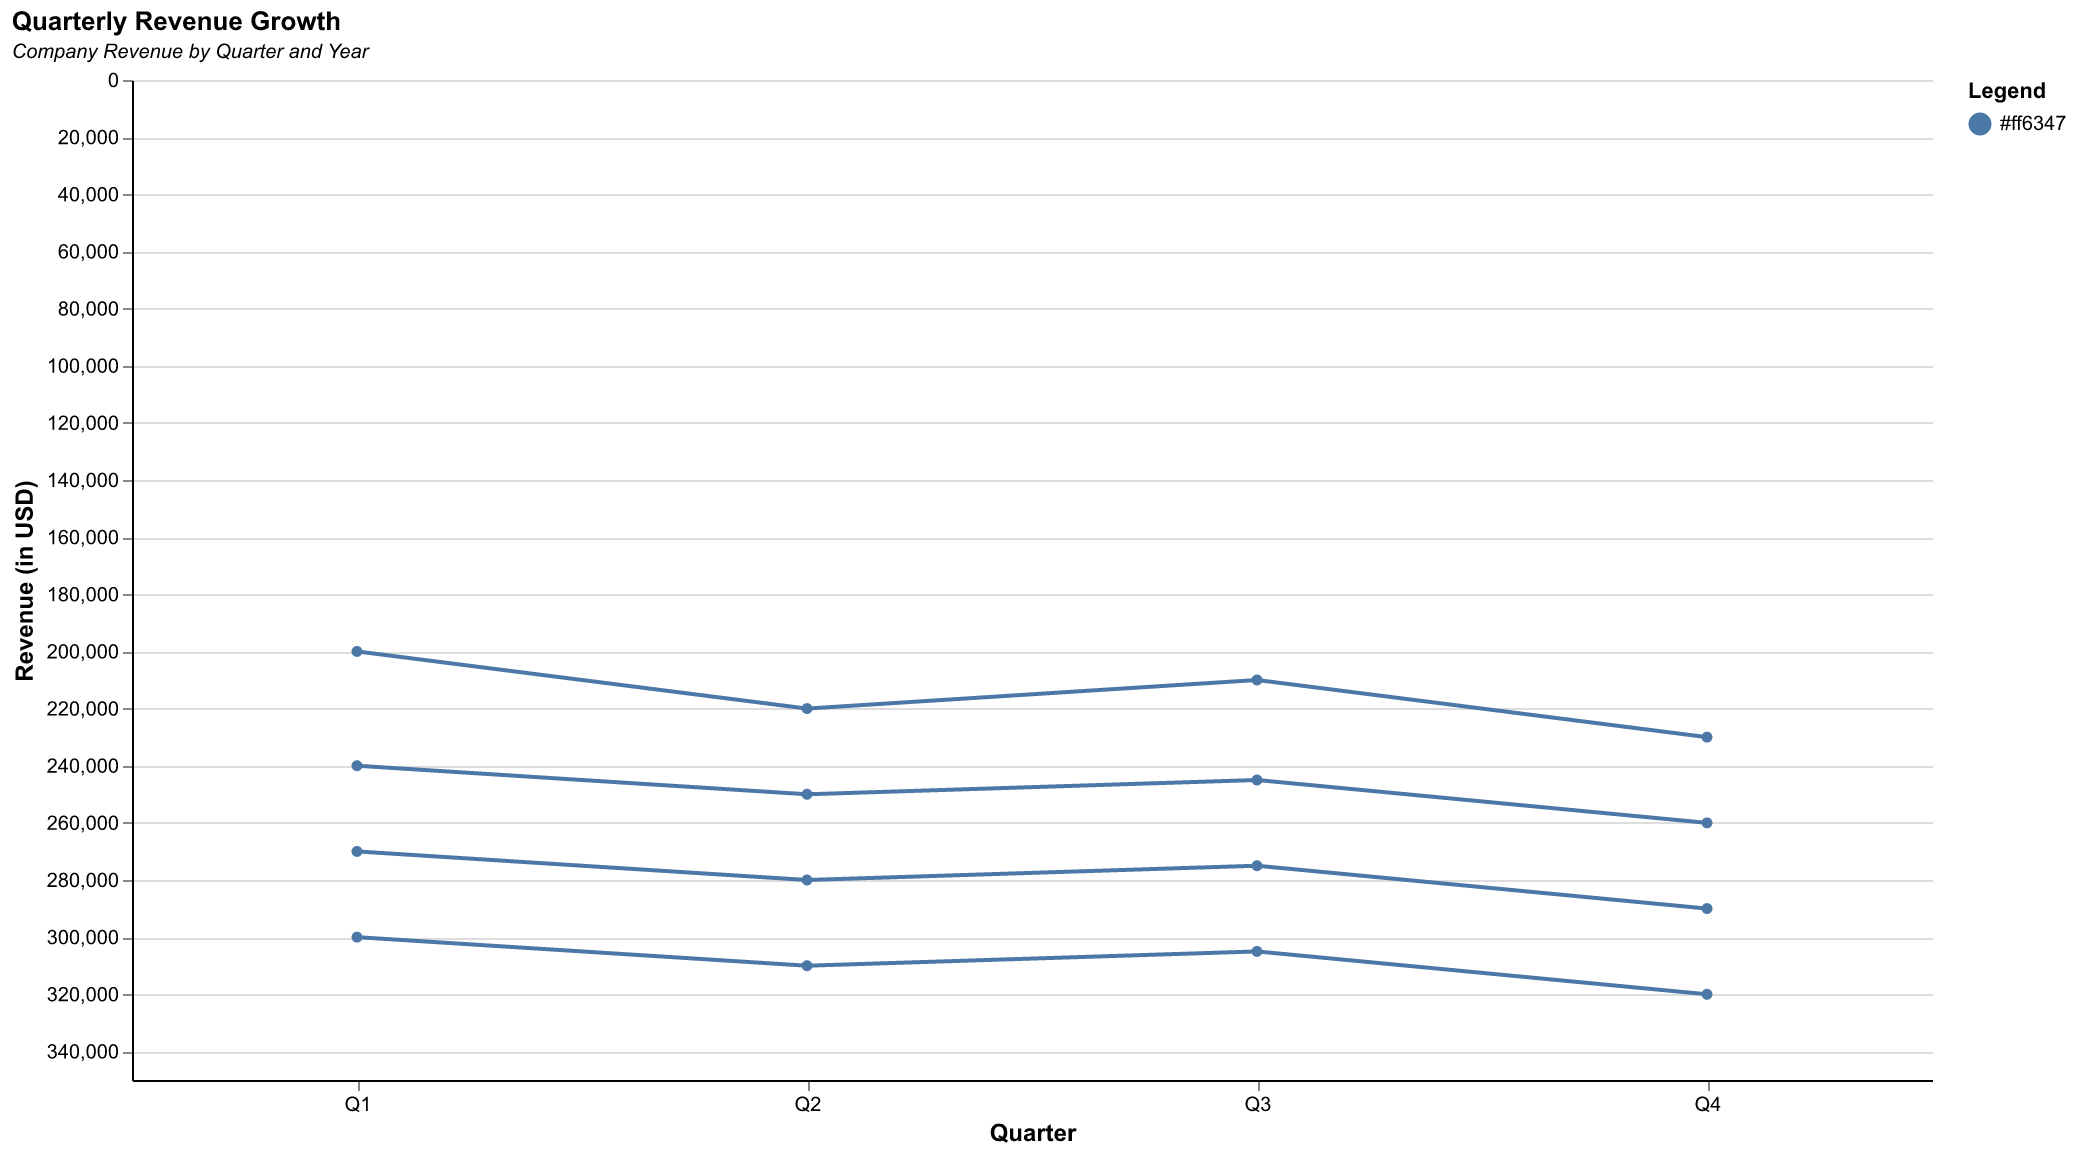 Quarterly Revenue Growth
Company Revenue by Quarter and Year
0
20,000
40,000
60,000
80,000
100,000
120,000
140,000
160,000
180,000
200,000
220,000
240,000
260,000
280,000
300,000
320,000
340,000
Revenue (in USD)
Q1
Q2
Q3
Q4
Quarter
Legend
#ff6347